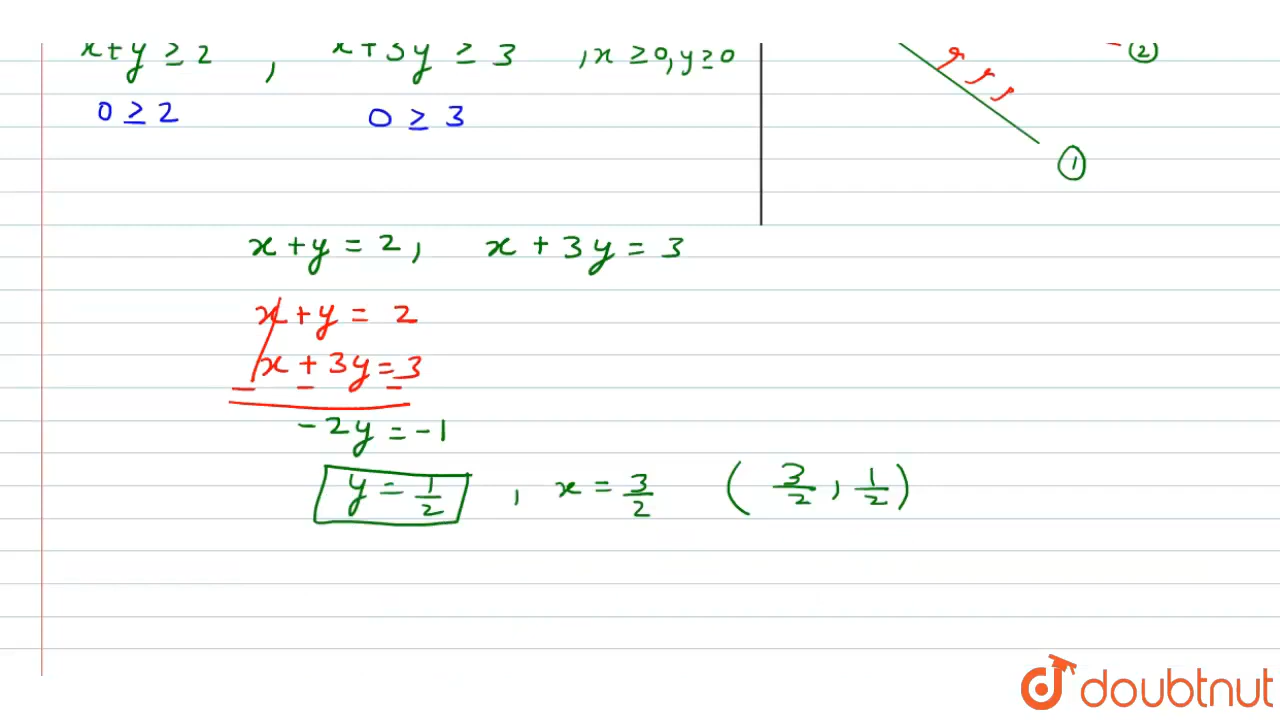 x+y ≥ 2 , x+3y ≥ 3 , x ≥ 0, y ≥ 0
0 ≥ 2 0 ≥ 3
②
①
x + y = 2, x + 3y = 3
x + y = 2
x + 3y = 3
− − −
-2y = -1
y = 1/2 , x = 3/2 (3/2, 1/2)
doubtnut